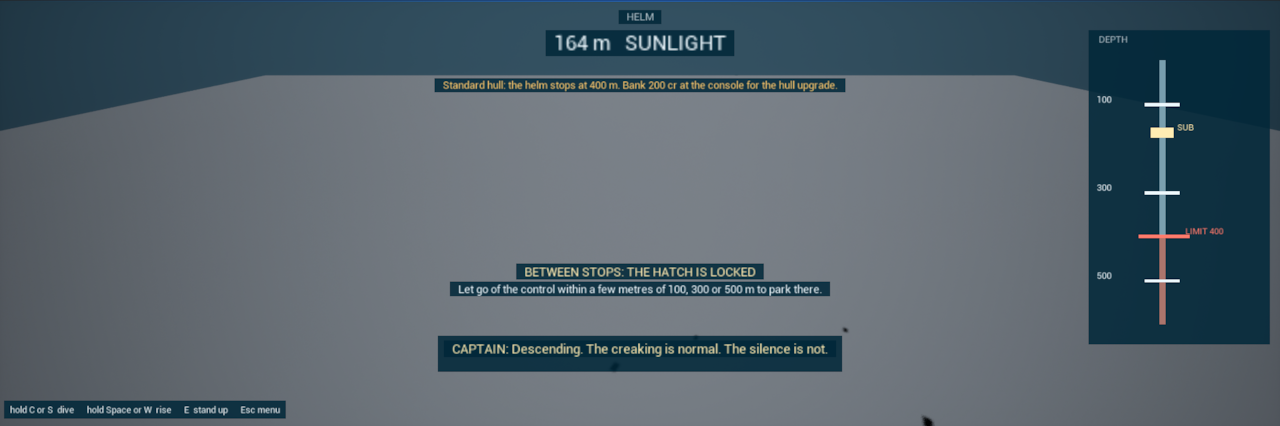 HELM
164 m SUNLIGHT
Standard hull: the helm stops at 400 m. Bank 200 cr at the console for the hull upgrade.
DEPTH
100
SUB
300
LIMIT 400
500
BETWEEN STOPS: THE HATCH IS LOCKED
Let go of the control within a few metres of 100, 300 or 500 m to park there.
CAPTAIN: Descending. The creaking is normal. The silence is not.
hold C or S dive hold Space or W rise E stand up Esc menu